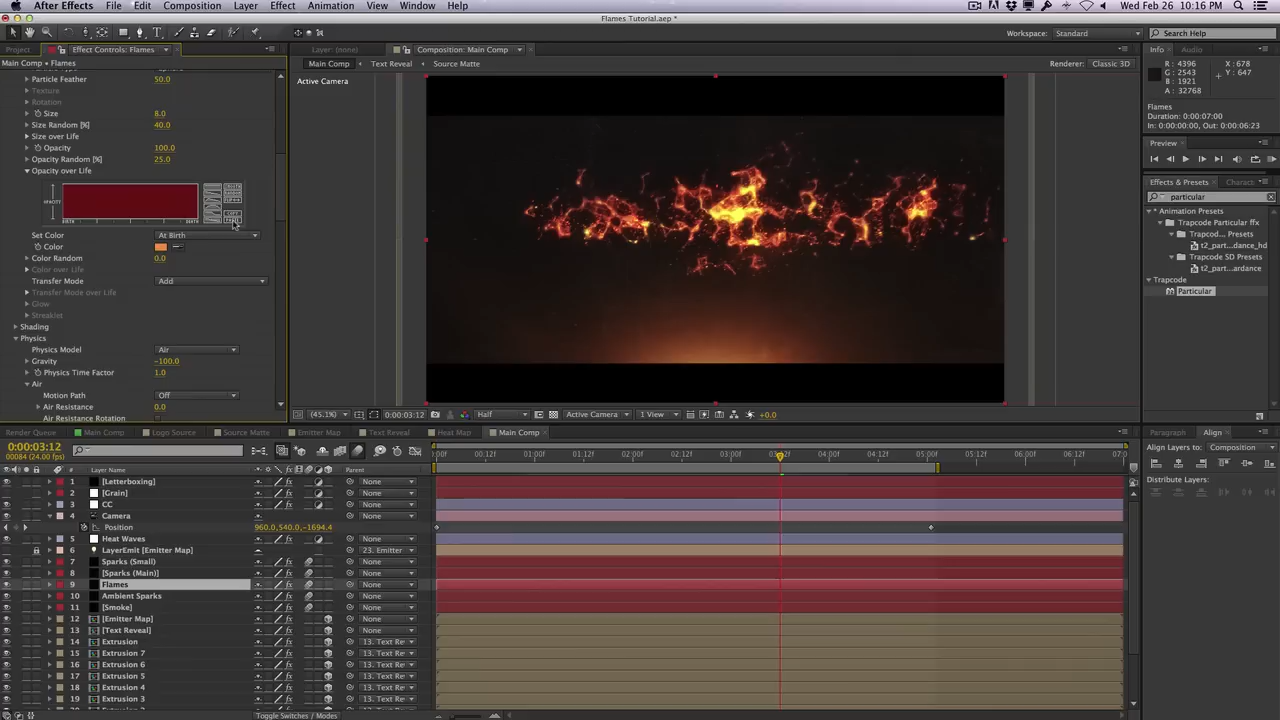 After Effects File Edit Composition Layer Effect Animation View Window Help
Wed Feb 26 10:16 PM
Flames Tutorial.aep *
Workspace: Standard
Search Help
Project Effect Controls: Flames
Layer: (none) Composition: Main Comp
Info Audio
Main Comp • Flames
Main Comp Text Reveal Source Matte
Renderer: Classic 3D
R: 4396 X: 678
G: 2543 Y: 647
B: 1921
A: 32768
Active Camera
Flames
Duration: 0:00:07:00
In: 0:00:00:00, Out: 0:00:06:23
Preview
Effects & Presets
particular
* Animation Presets
Trapcode Particular ffx
Trapcod... Presets
t2_part...dance_hd
Trapcode SD Presets
t2_part...ardance
Trapcode
Particular
Particle Feather 50.0
Texture
Rotation
Size 8.0
Size Random [%] 40.0
Size over Life
Opacity 100.0
Opacity Random [%] 25.0
Opacity over Life
OPACITY
BIRTH
DEATH
COPY
Set Color At Birth
Color
Color Random 0.0
Color over Life
Transfer Mode Add
Transfer Mode over Life
Glow
Streaklet
Shading
Physics
Physics Model Air
Gravity -100.0
Physics Time Factor 1.0
Air
Motion Path Off
Air Resistance 0.0
Air Resistance Rotation
(45.1%) 0:00:03:12 Half Active Camera 1 View +0.0
Render Queue Main Comp Logo Source Source Matte Emitter Map Text Reveal Heat Map Main Comp
Paragraph Align
Align Layers to: Composition
Distribute Layers:
0:00:03:12
00084 (24.00 fps)
:00f 00:12f 01:00f 01:12f 02:00f 02:12f 03:00f 04:00f 04:12f 05:00f 05:12f 06:00f 06:12f 07:0
# Layer Name Parent
1 [Letterboxing] None
2 [Grain] None
3 CC None
4 Camera None
Position 960.0,540.0,-1694.4
5 Heat Waves None
6 LayerEmit [Emitter Map] 23. Emitter
7 Sparks (Small) None
8 [Sparks (Main)] None
9 Flames None
10 Ambient Sparks None
11 [Smoke] None
12 [Emitter Map] None
13 [Text Reveal] None
14 Extrusion 13. Text Re
15 Extrusion 7 13. Text Re
16 Extrusion 6 13. Text Re
17 Extrusion 5 13. Text Re
18 Extrusion 4 13. Text Re
19 Extrusion 3 13. Text Re
Toggle Switches / Modes